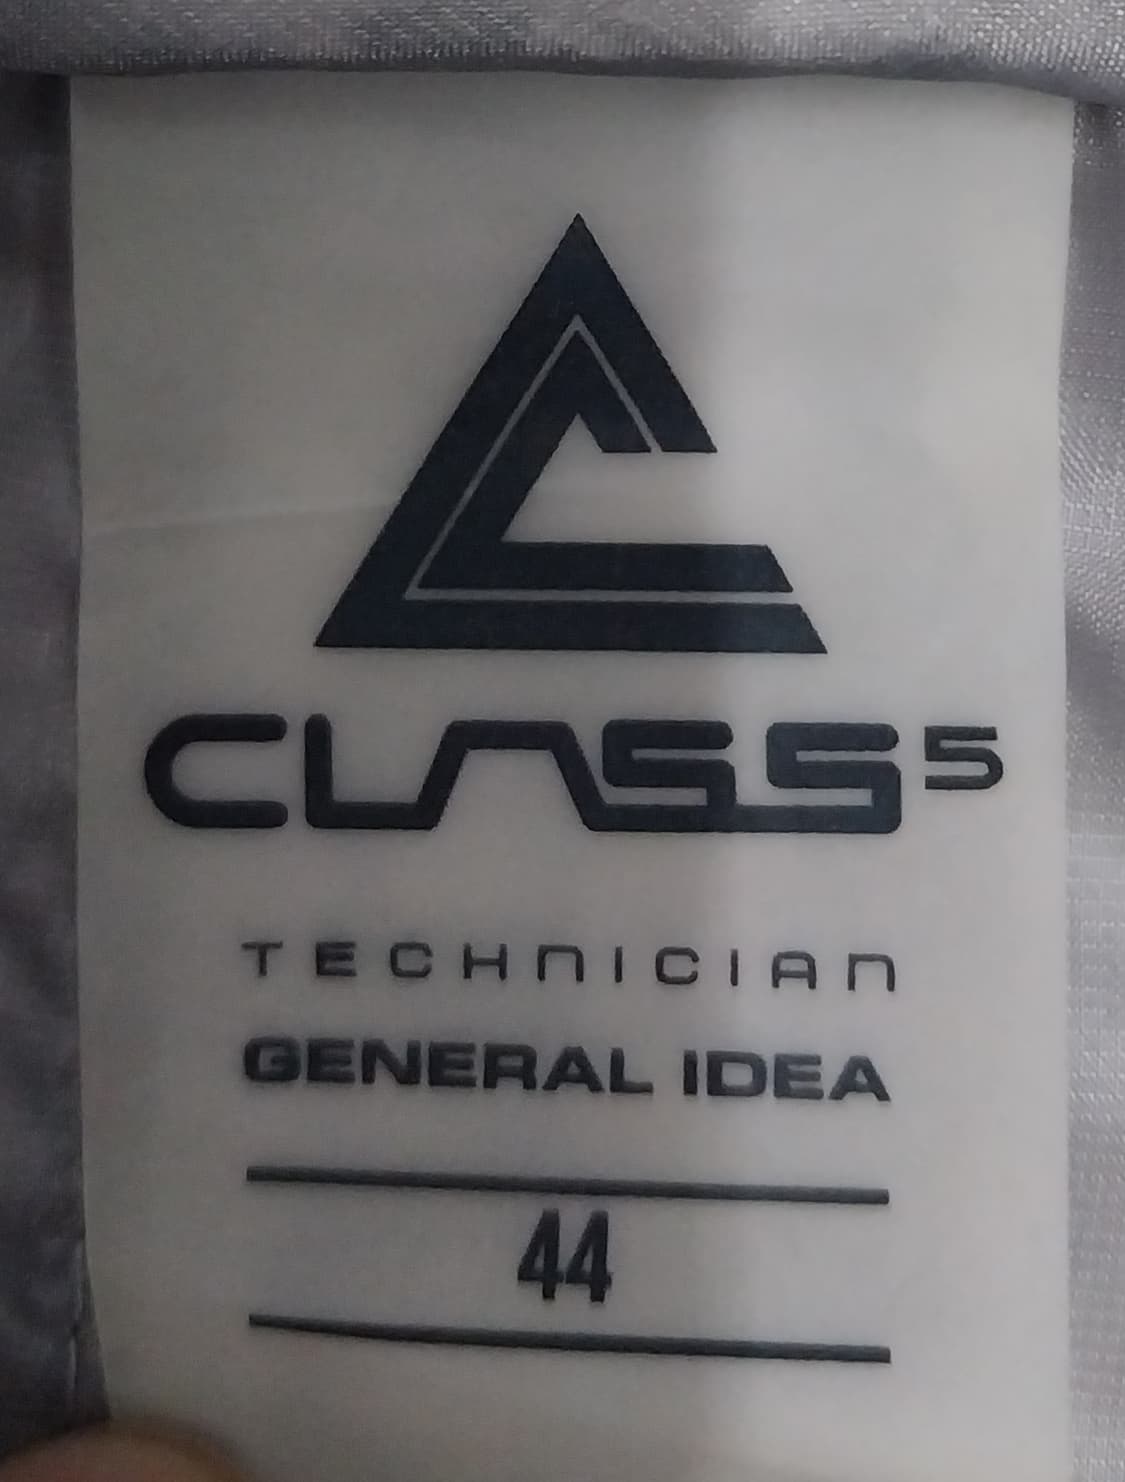 CLASS5
TECHNICIAN
GENERAL IDEA
44